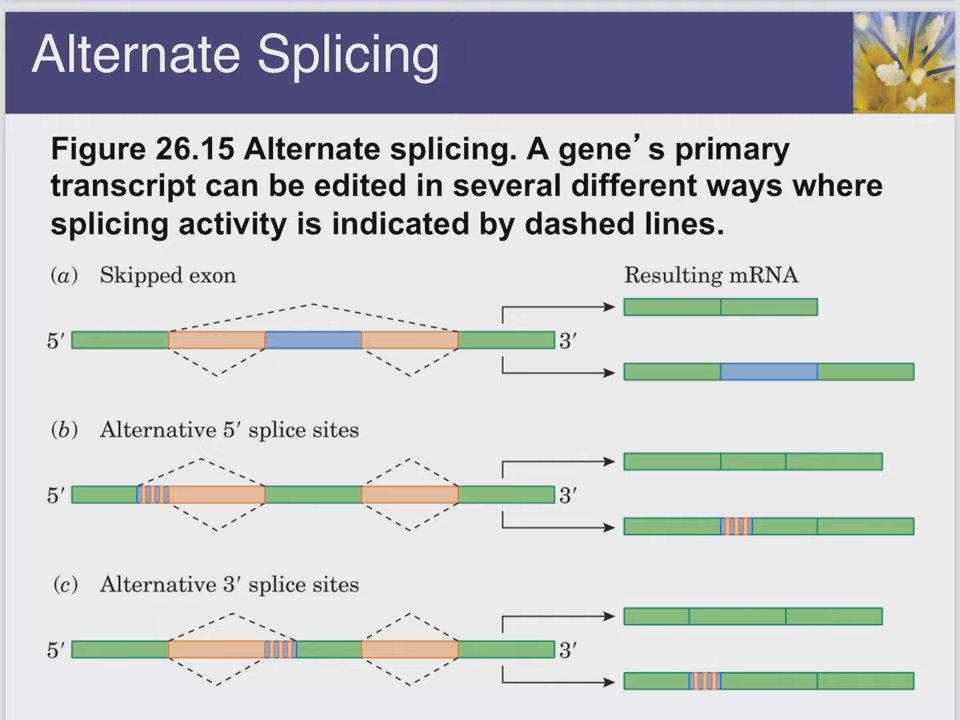 Alternate Splicing
Figure 26.15 Alternate splicing. A gene’s primary
transcript can be edited in several different ways where
splicing activity is indicated by dashed lines.
(a) Skipped exon
Resulting mRNA
5′ 3′
(b) Alternative 5′ splice sites
5′ 3′
(c) Alternative 3′ splice sites
5′ 3′